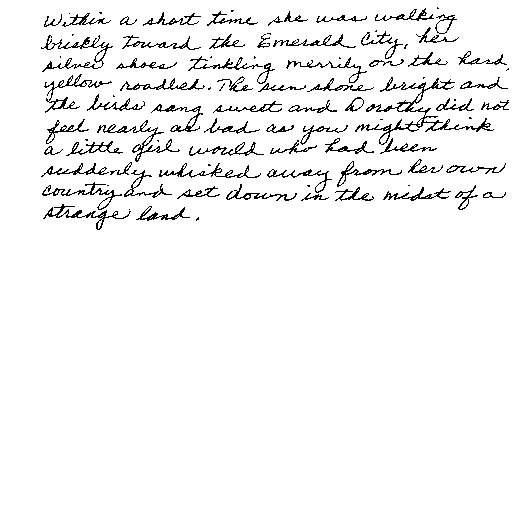 Within a short time she was walking
briskly toward the Emerald City, her
silver shoes tinkling merrily on the hard,
yellow roadbed. The sun shone bright and
the birds sang sweet and Dorothy did not
feel nearly as bad as you might think
a little girl would who had been
suddenly whisked away from her own
country and set down in the midst of a
strange land.